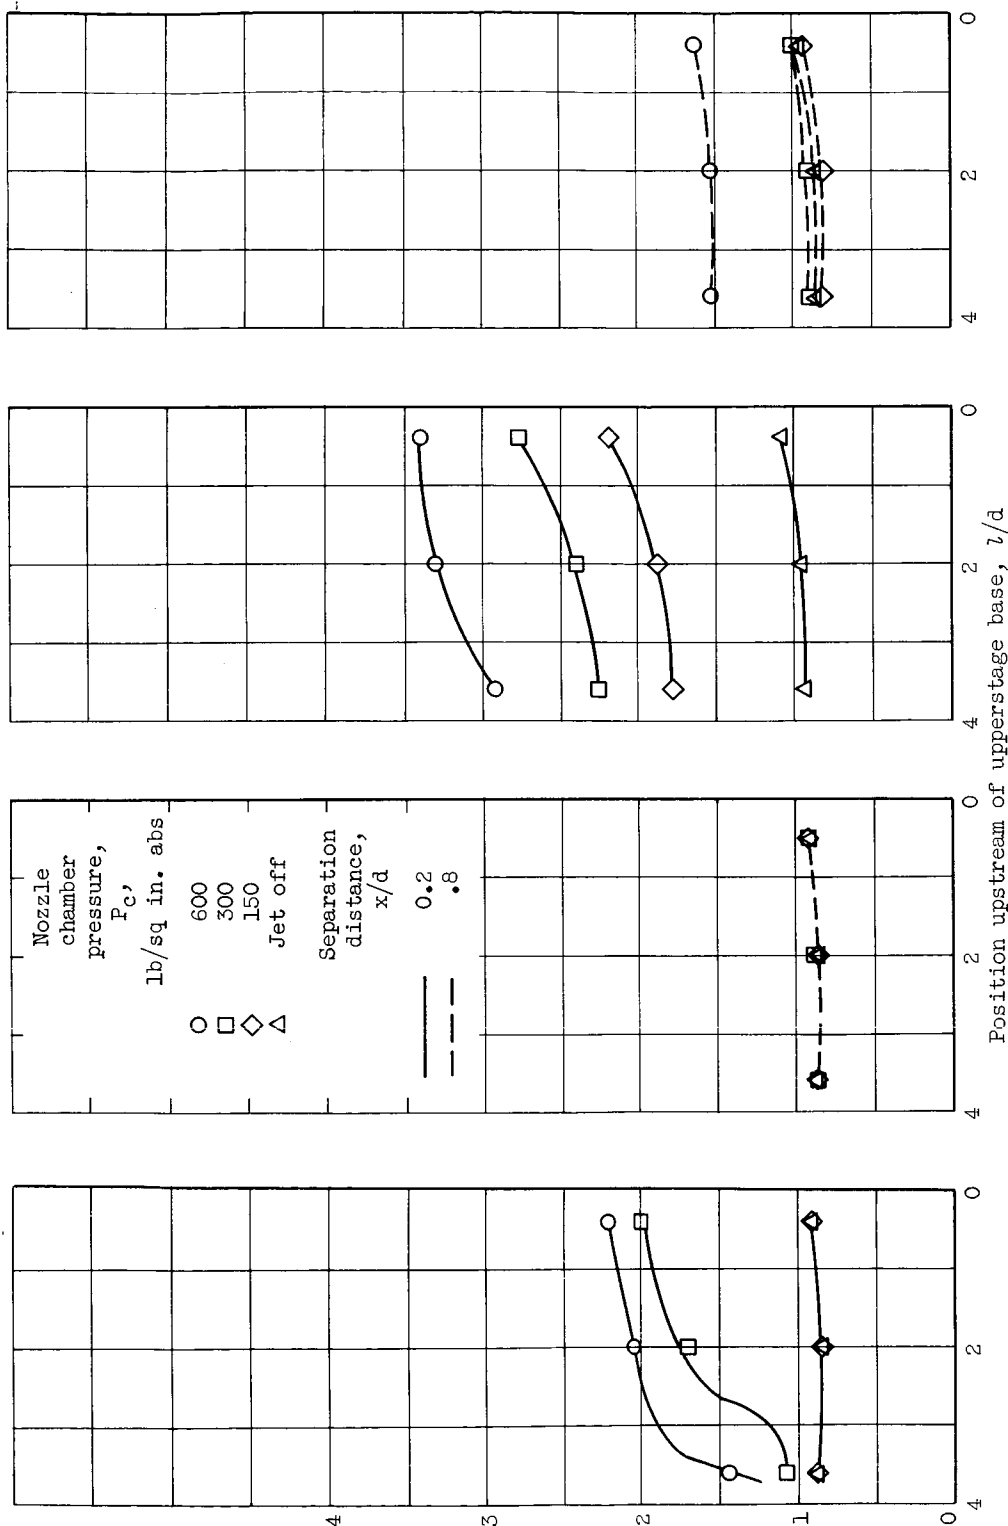 Nozzle
chamber
pressure,
Pc,
lb/sq in. abs
600
300
150
Jet off
Separation
distance,
x/d
0.2
.8
4
3
2
1
0
4 2 0
4 2 0
4 2 0
4 2 0
Position upstream of upperstage base, l/d